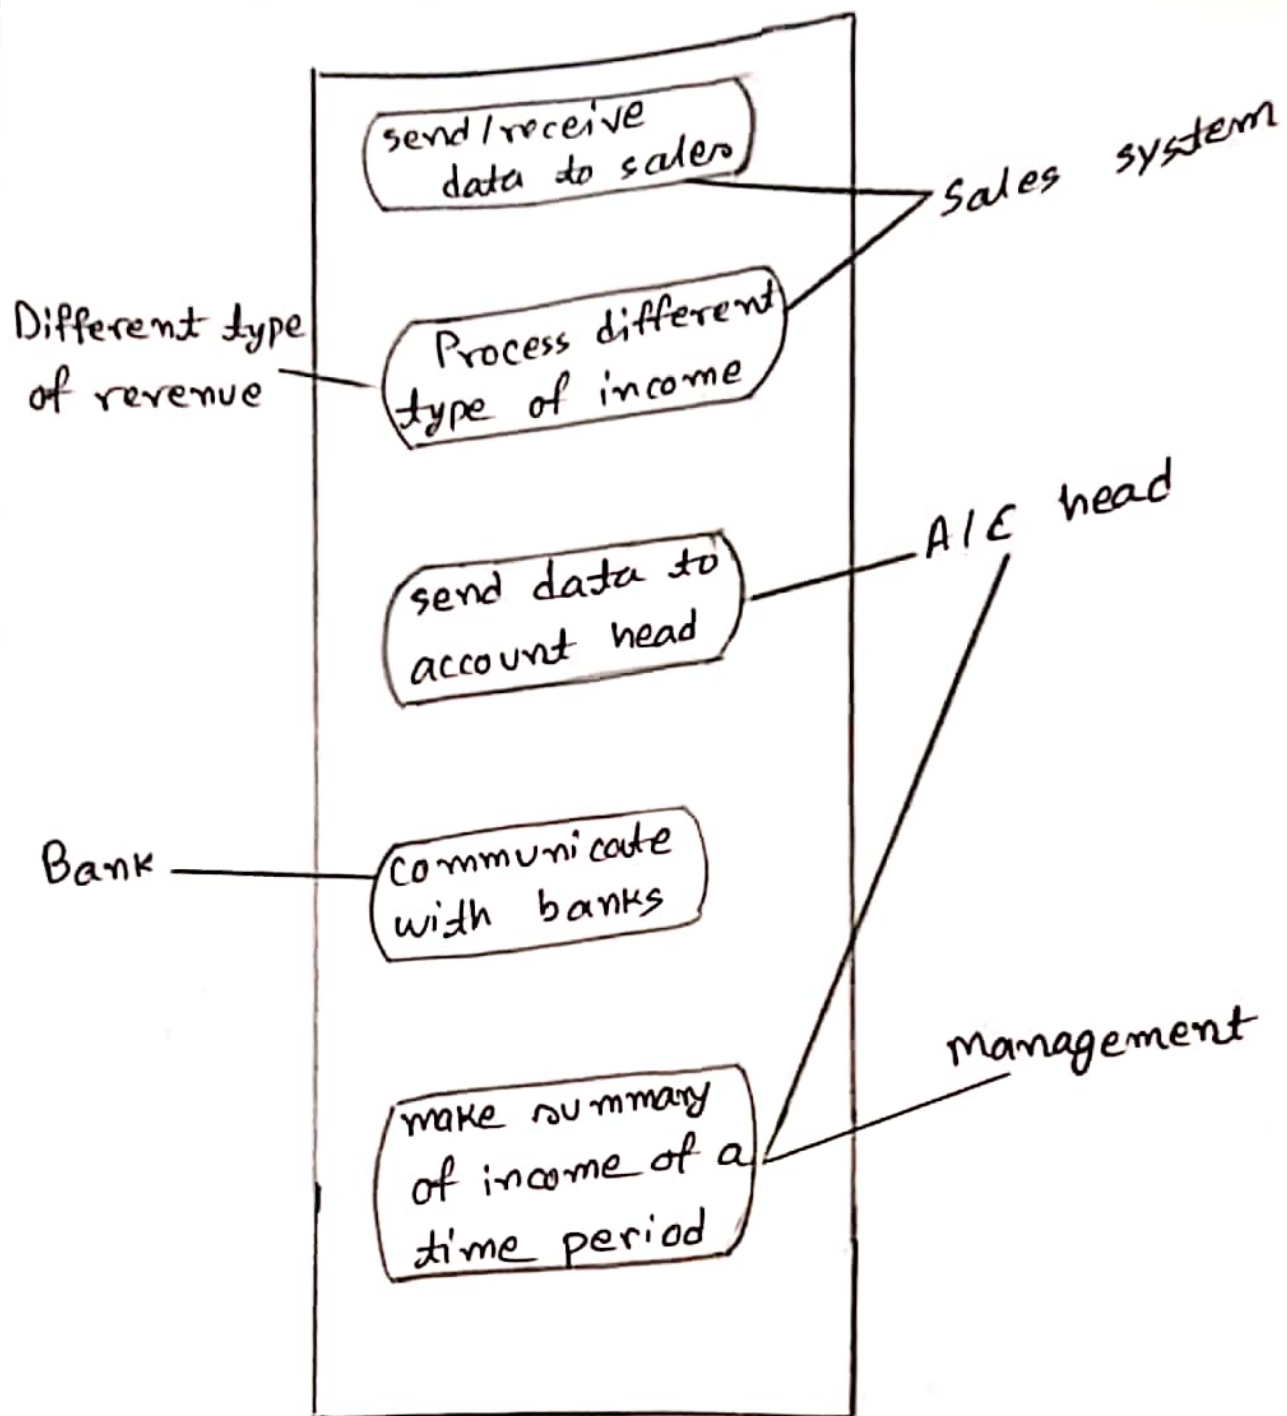 send/receive
data to sales
Sales system
Different type
of revenue
Process different
type of income
A/C head
send data to
account head
Bank
communicate
with banks
management
make summary
of income of a
time period